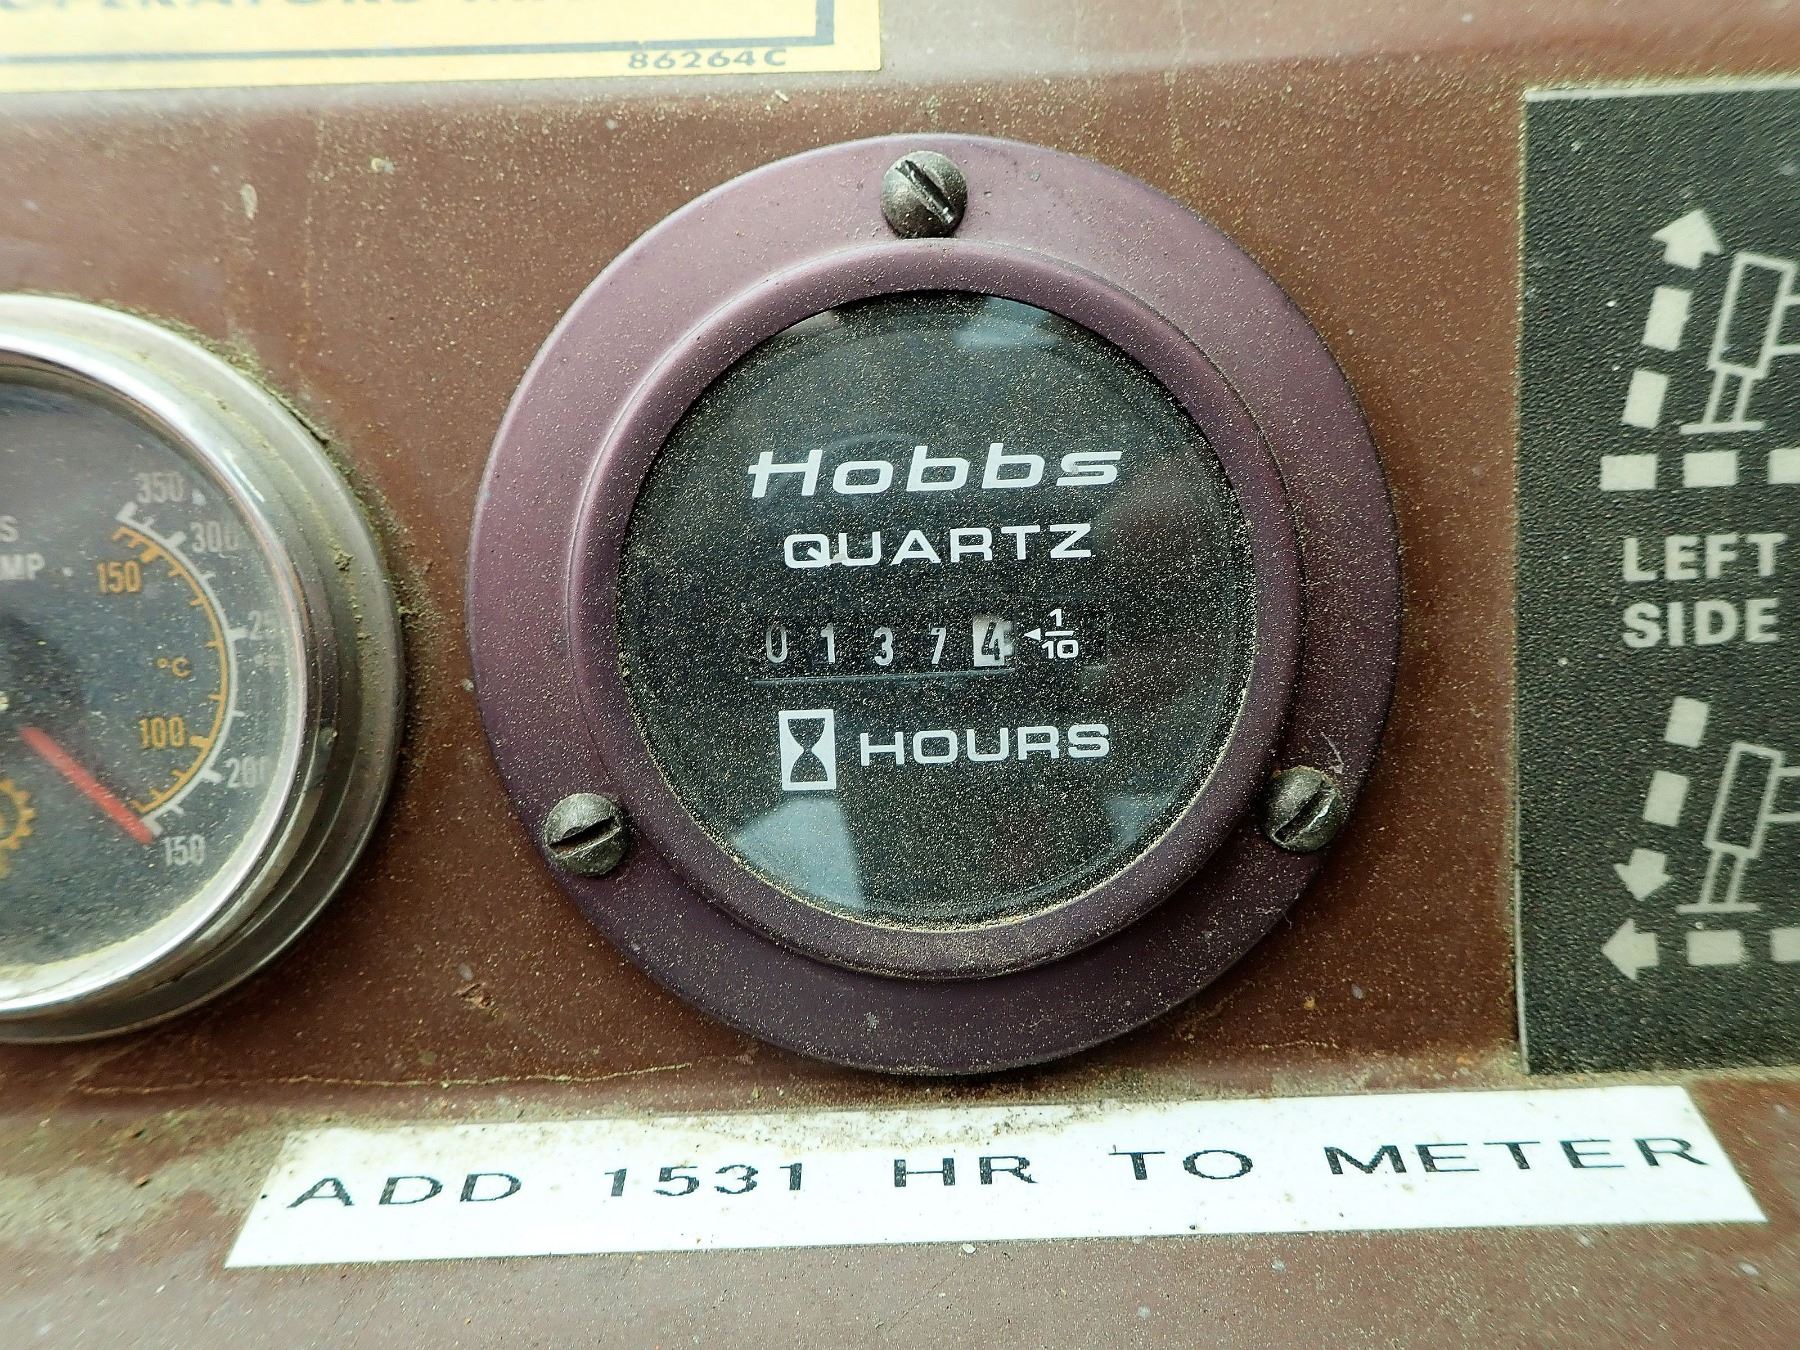 86264C
Hobbs
QUARTZ
0 1 3 7 4 1/10
HOURS
350
300
150
°C
°F
100
200
150
LEFT
SIDE
ADD 1531 HR TO METER